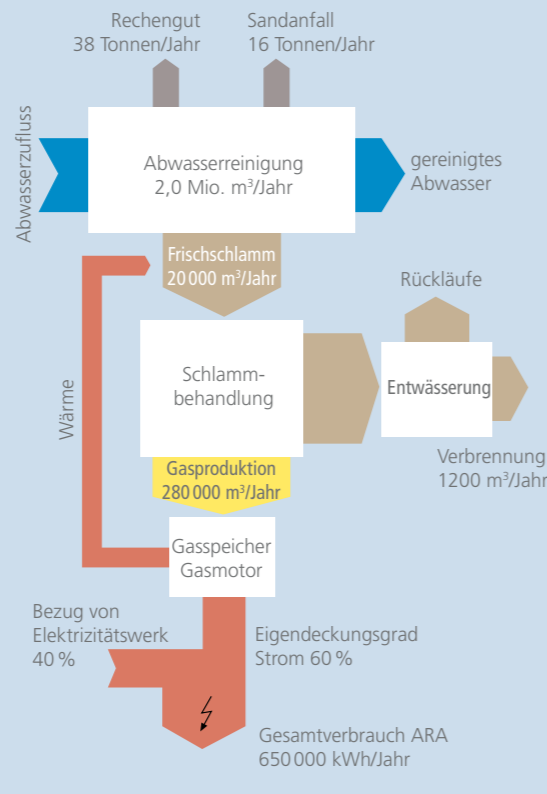 Rechengut
38 Tonnen/Jahr
Sandanfall
16 Tonnen/Jahr
Abwasserzufluss
Abwasserreinigung
2,0 Mio. m³/Jahr
gereinigtes
Abwasser
Frischschlamm
20 000 m³/Jahr
Rückläufe
Wärme
Schlamm-
behandlung
Entwässerung
Verbrennung
1200 m³/Jahr
Gasproduktion
280 000 m³/Jahr
Gasspeicher
Gasmotor
Bezug von
Elektrizitätswerk
40 %
Eigendeckungsgrad
Strom 60 %
Gesamtverbrauch ARA
650 000 kWh/Jahr